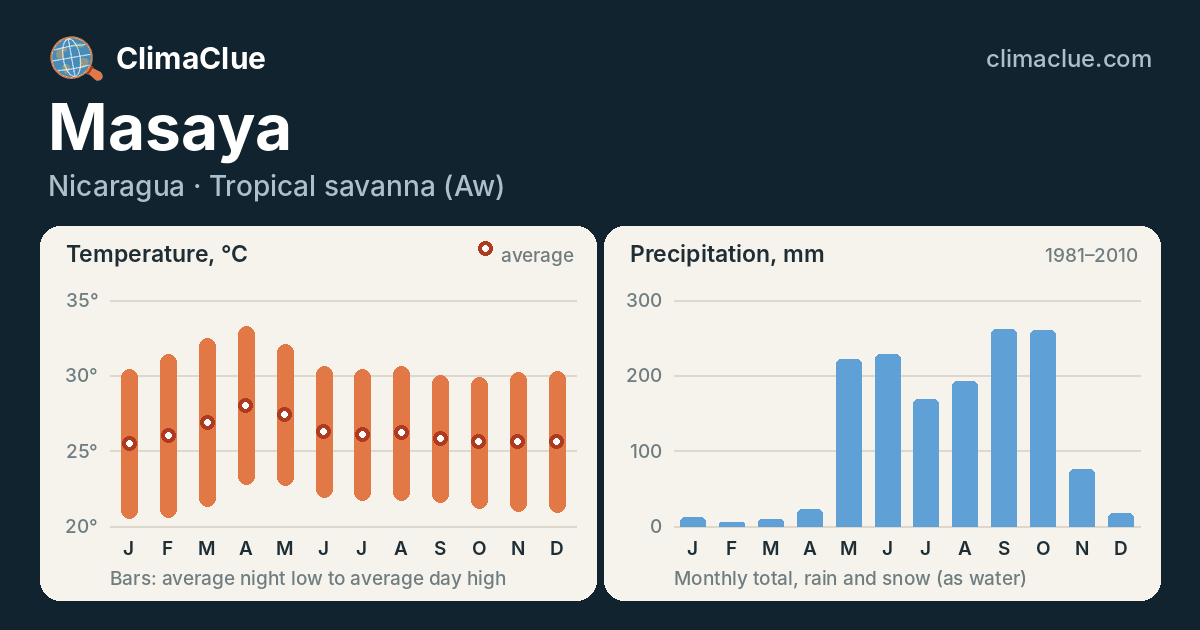 ClimaClue
climaclue.com
Masaya
Nicaragua · Tropical savanna (Aw)
Temperature, °C
average
35°
30°
25°
20°
J F M A M J J A S O N D
Bars: average night low to average day high
Precipitation, mm
1981–2010
300
200
100
0
J F M A M J J A S O N D
Monthly total, rain and snow (as water)